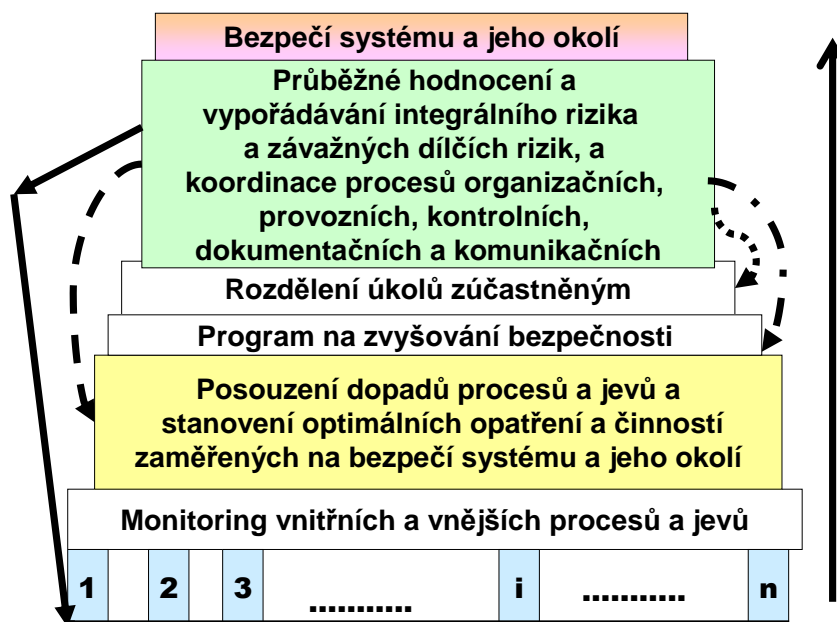 Bezpečí systému a jeho okolí
Průběžné hodnocení a
vypořádávání integrálního rizika
a závažných dílčích rizik, a
koordinace procesů organizačních,
provozních, kontrolních,
dokumentačních a komunikačních
Rozdělení úkolů zúčastněným
Program na zvyšování bezpečnosti
Posouzení dopadů procesů a jevů a
stanovení optimálních opatření a činností
zaměřených na bezpečí systému a jeho okolí
Monitoring vnitřních a vnějších procesů a jevů
1 2 3 ........... i ........... n